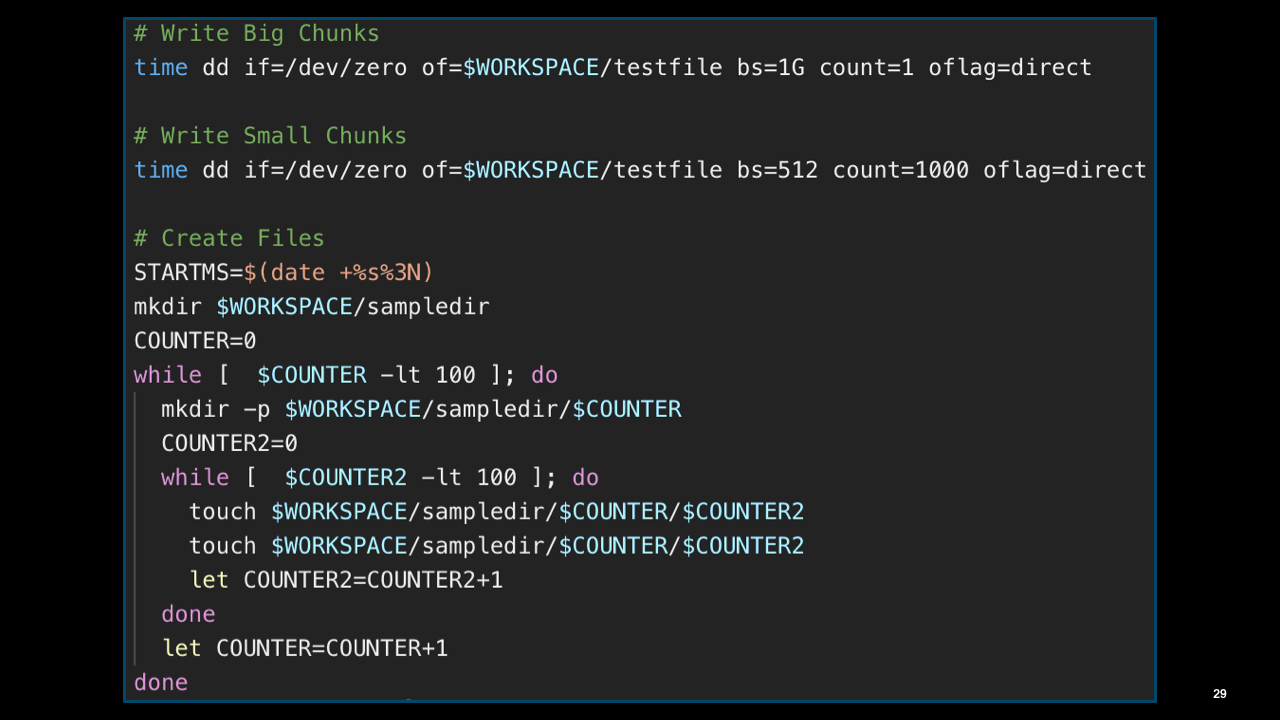 # Write Big Chunks
time dd if=/dev/zero of=$WORKSPACE/testfile bs=1G count=1 oflag=direct
# Write Small Chunks
time dd if=/dev/zero of=$WORKSPACE/testfile bs=512 count=1000 oflag=direct
# Create Files
STARTMS=$(date +%s%3N)
mkdir $WORKSPACE/sampledir
COUNTER=0
while [  $COUNTER -lt 100 ]; do
  mkdir -p $WORKSPACE/sampledir/$COUNTER
  COUNTER2=0
  while [  $COUNTER2 -lt 100 ]; do
    touch $WORKSPACE/sampledir/$COUNTER/$COUNTER2
    touch $WORKSPACE/sampledir/$COUNTER/$COUNTER2
    let COUNTER2=COUNTER2+1
  done
  let COUNTER=COUNTER+1
done
29